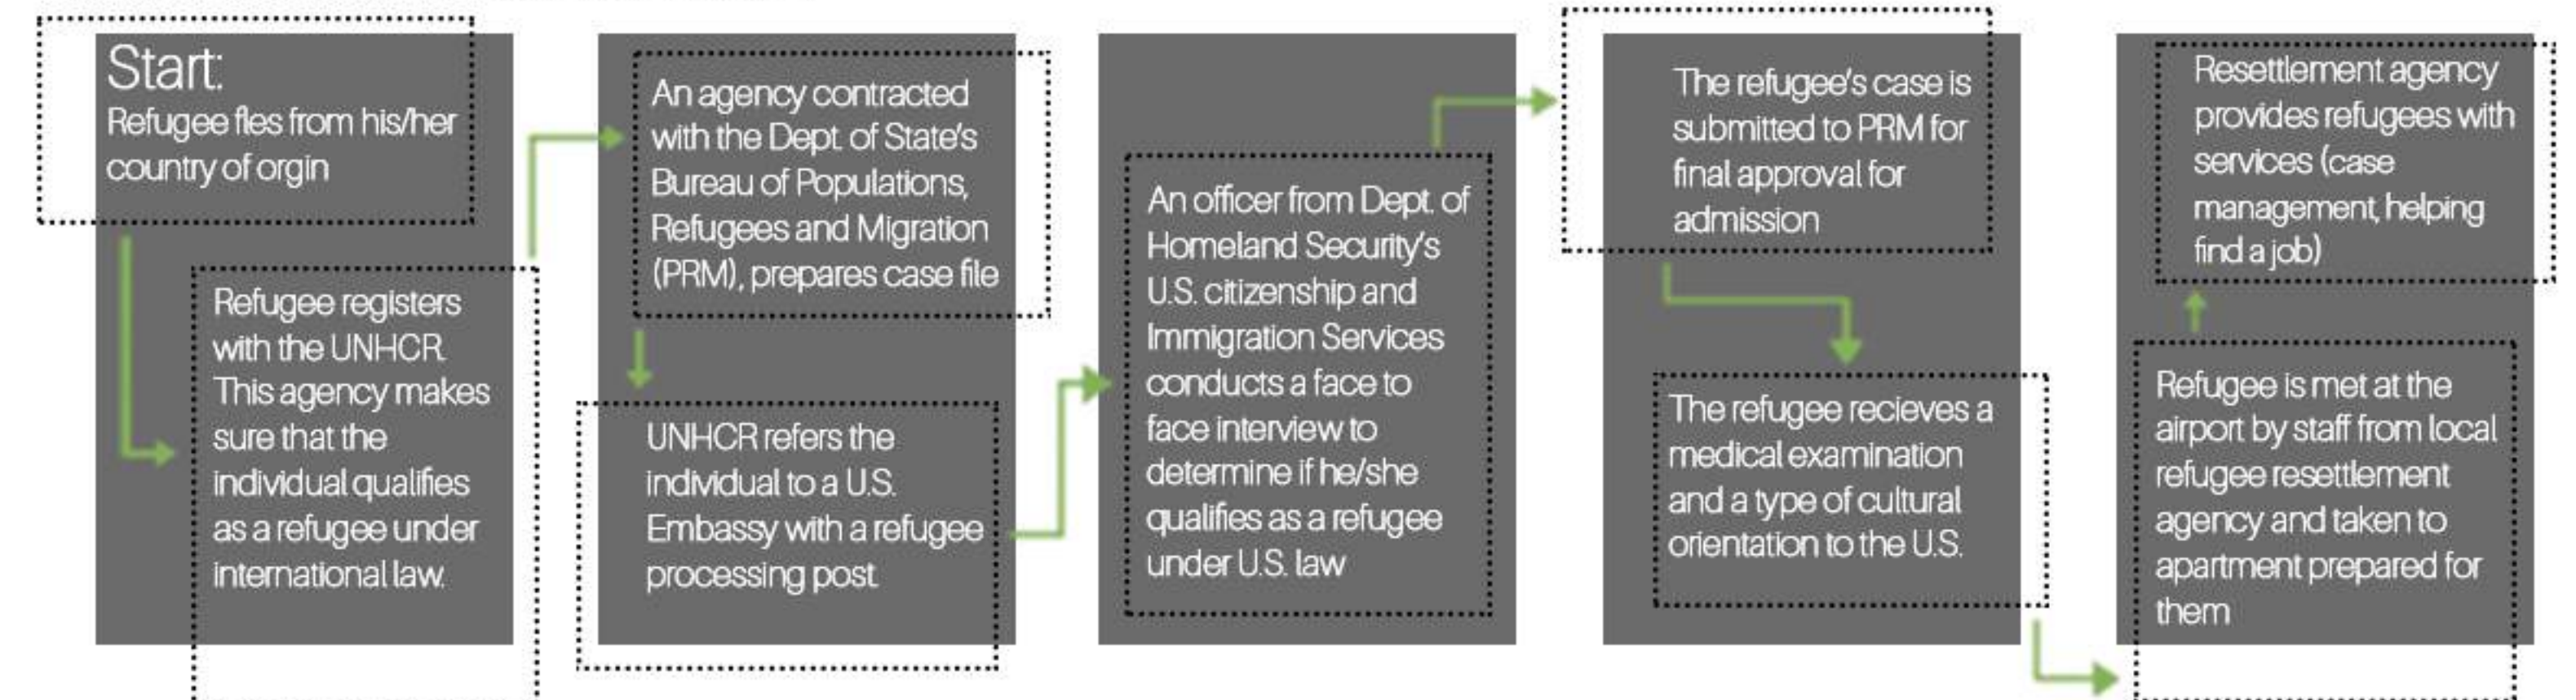 Start:
Refugee fles from his/her
country of orgin
Refugee registers
with the UNHCR.
This agency makes
sure that the
individual qualifies
as a refugee under
international law.
An agency contracted
with the Dept. of State's
Bureau of Populations,
Refugees and Migration
(PRM), prepares case file
UNHCR refers the
individual to a U.S.
Embassy with a refugee
processing post.
An officer from Dept. of
Homeland Security's
U.S. citizenship and
Immigration Services
conducts a face to
face interview to
determine if he/she
qualifies as a refugee
under U.S. law
The refugee's case is
submitted to PRM for
final approval for
admission
The refugee recieves a
medical examination
and a type of cultural
orientation to the U.S.
Refugee is met at the
airport by staff from local
refugee resettlement
agency and taken to
apartment prepared for
them
Resettlement agency
provides refugees with
services (case
management, helping
find a job)